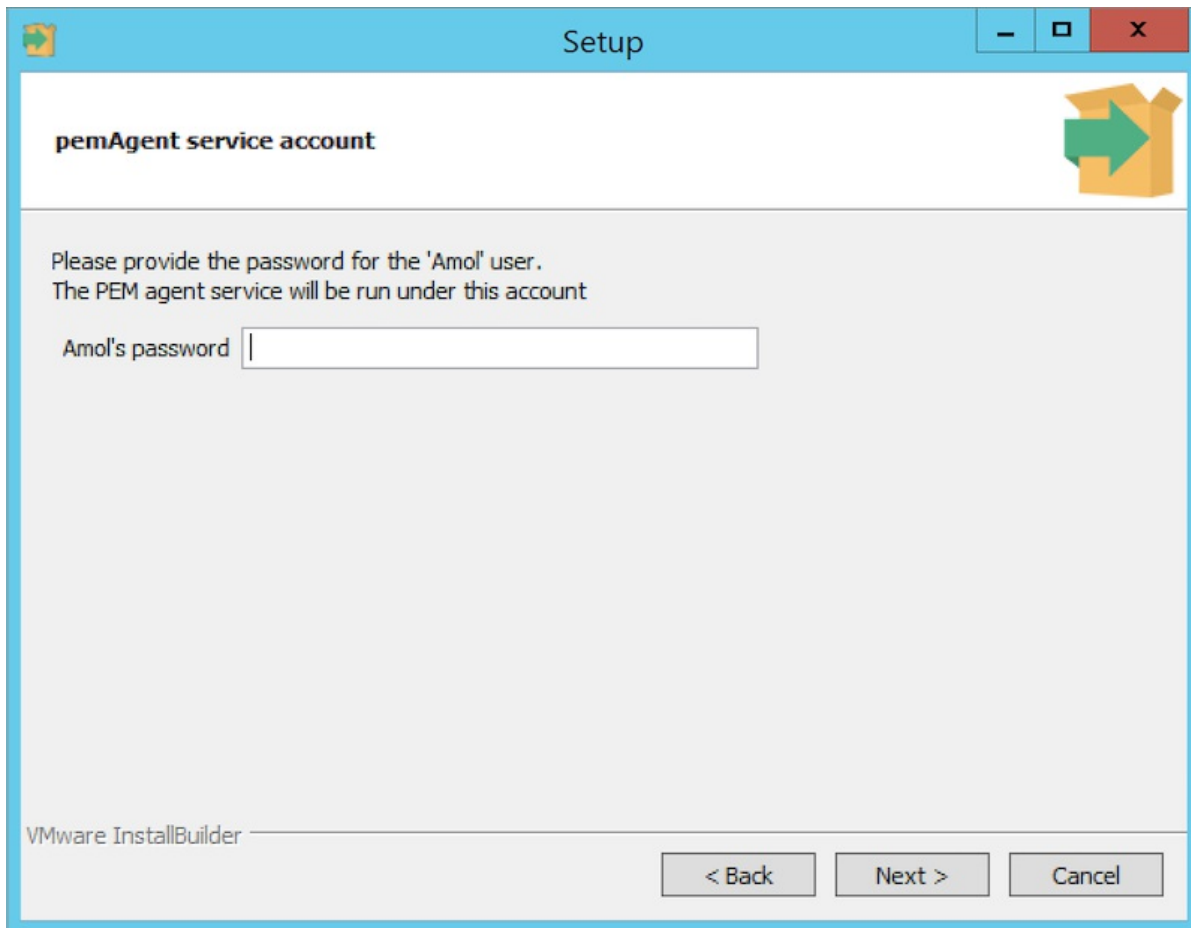 Setup
pemAgent service account
Please provide the password for the 'Amol' user.
The PEM agent service will be run under this account
Amol's password
VMware InstallBuilder
< Back Next > Cancel